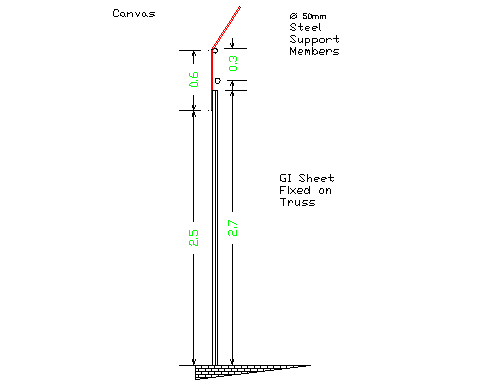 Canvas
Ø 50mm
Steel
Support
Members
0.6
0.3
GI Sheet
Fixed on
Truss
2.5
2.7